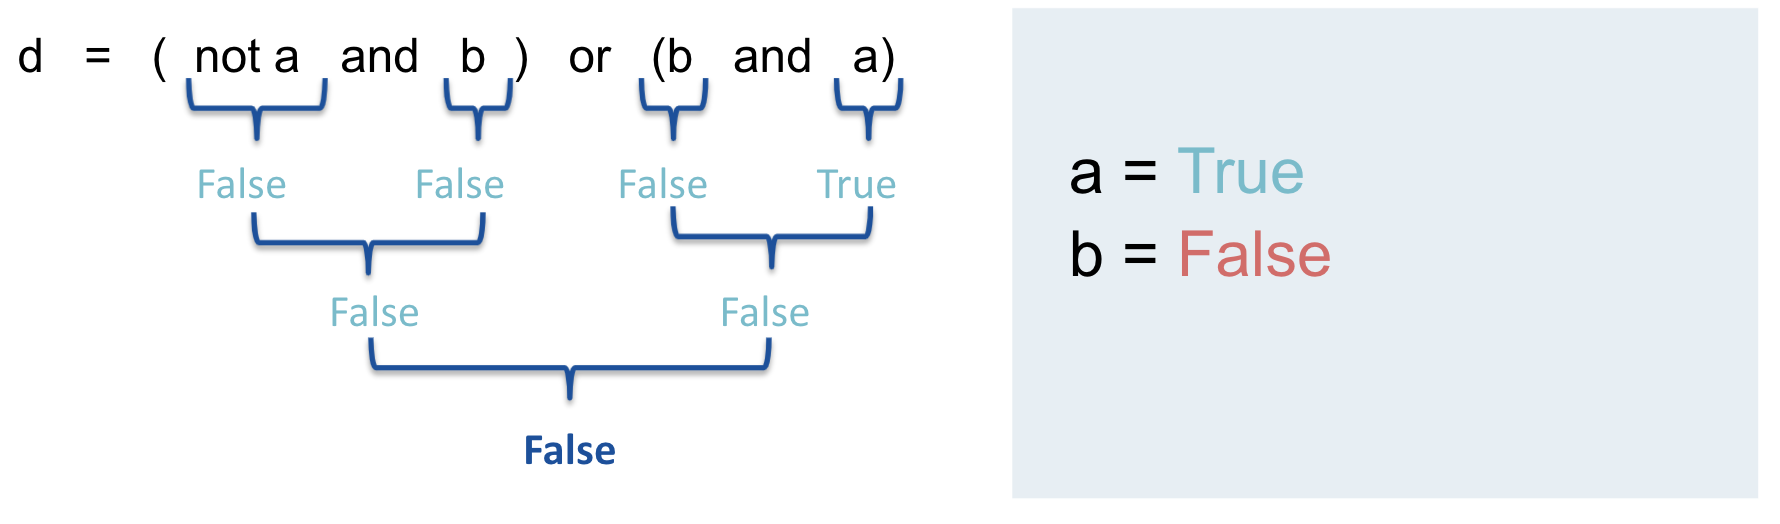 d = ( not a and b ) or (b and a)
False False False True
False False
False
a = True
b = False